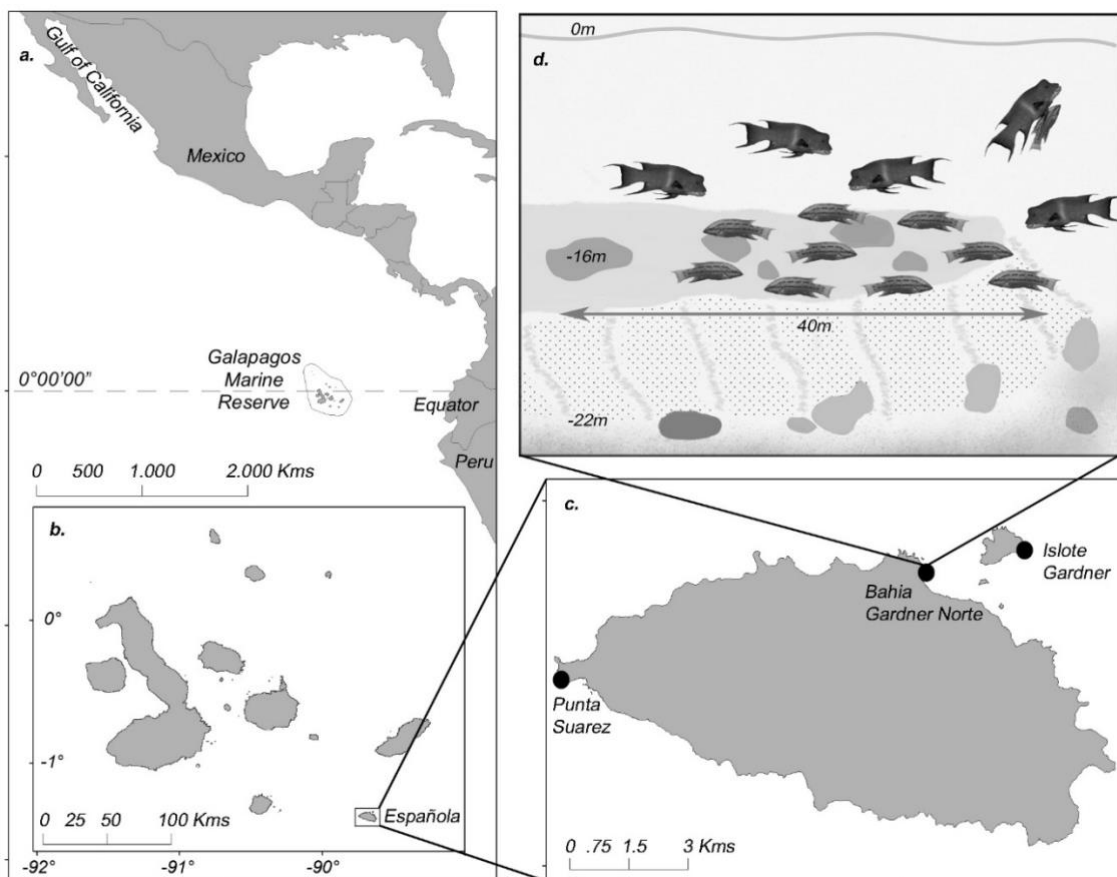 a.
Gulf of California
Mexico
Galapagos
Marine
Reserve
0°00'00”
Equator
Peru
0 500 1.000 2.000 Kms
d.
0m
-16m
40m
-22m
b.
0°
-1°
Española
0 25 50 100 Kms
-92° -91° -90°
c.
Islote
Gardner
Bahia
Gardner Norte
Punta
Suarez
0 .75 1.5 3 Kms